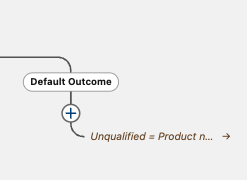 Default Outcome
Unqualified = Product n...